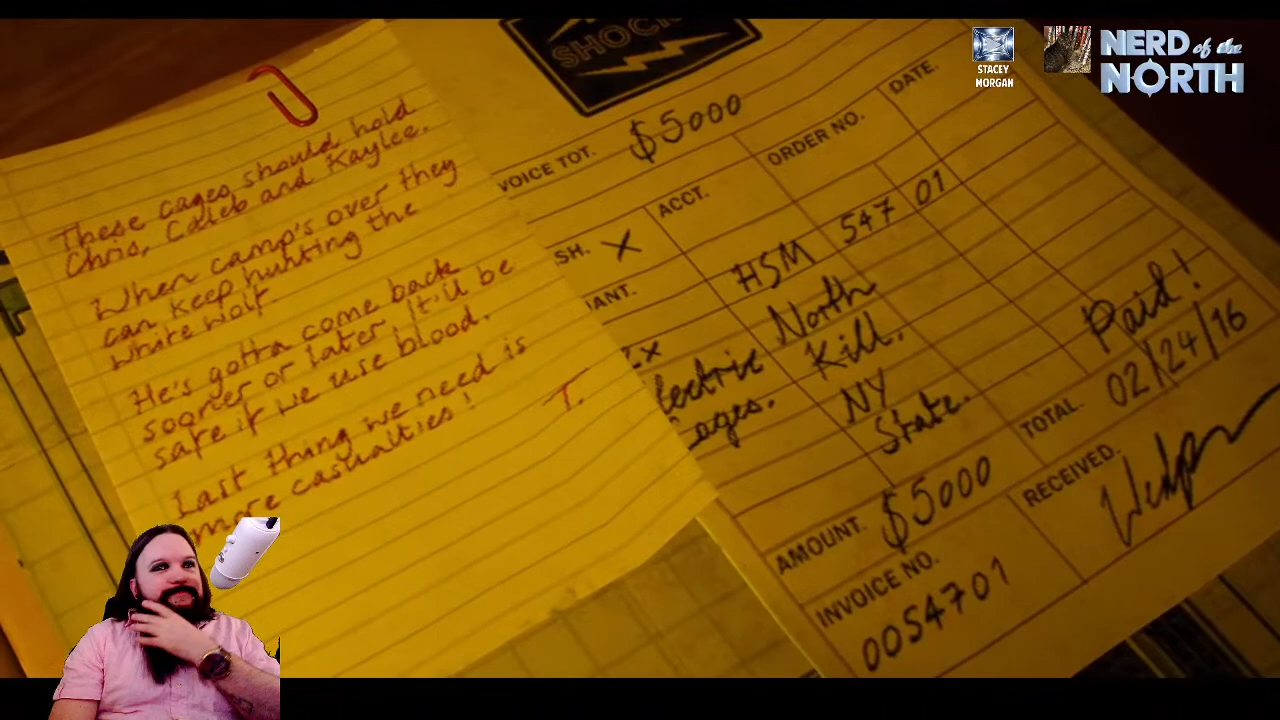 These cages should hold
Chris, Caleb and Kaylee.
When camp's over they
can keep hunting the
White Wolf.
He's gotta come back
sooner or later, it'll be
safe if we use blood.
Last thing we need is
more casualties!
T.
SHOCK
VOICE TOT. $5000
ORDER NO.
DATE.
SH. X
ACCT.
IANT.
HSM 547 01
lectric
ages.
North
Kill,
NY
State.
Paid!
TOTAL. 02/24/16
AMOUNT. $5000
RECEIVED.
INVOICE NO.
00547701
STACEY
MORGAN
NERD of the
NORTH